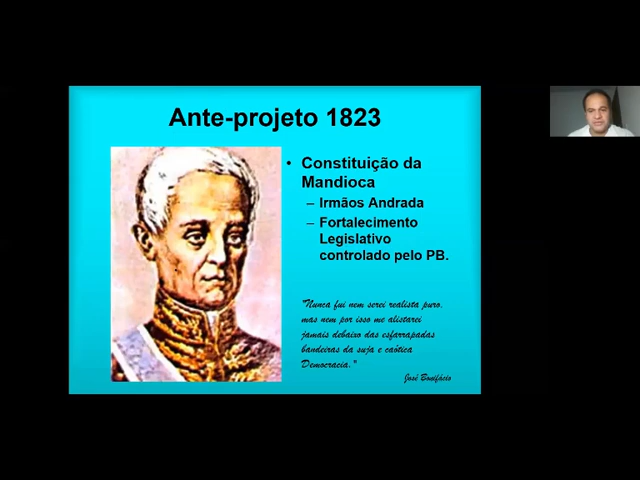 Ante-projeto 1823
• Constituição da
Mandioca
– Irmãos Andrada
– Fortalecimento
Legislativo
controlado pelo PB.
"Nunca fui nem serei realista puro,
mas nem por isso me alistarei
jamais debaixo das esfarrapadas
bandeiras da suja e caótica
Democracia."
José Bonifácio